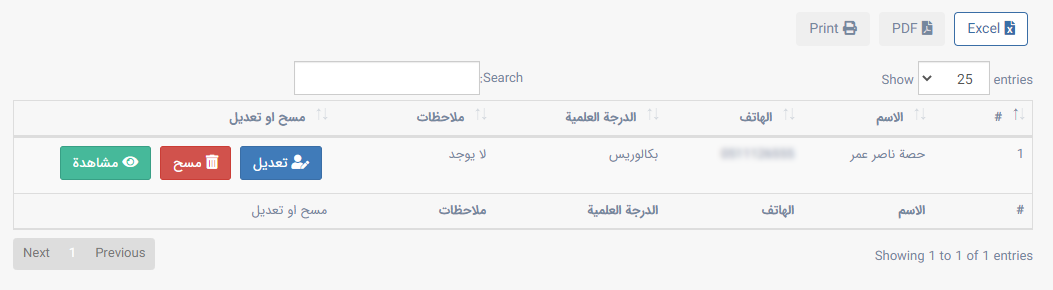 Excel PDF Print
Show 25 entries Search:
# الاسم الهاتف الدرجة العلمية ملاحظات مسح او تعديل
1 حصة ناصر عمر بكالوريس لا يوجد تعديل مسح مشاهدة
# الاسم الهاتف الدرجة العلمية ملاحظات مسح او تعديل
Showing 1 to 1 of 1 entries Previous 1 Next